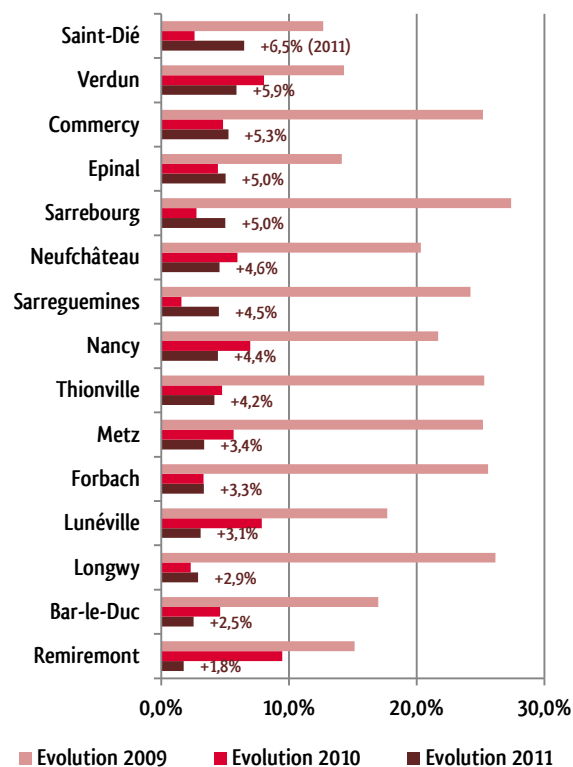 Saint-Dié
+6,5% (2011)
Verdun
+5,9%
Commercy
+5,3%
Epinal
+5,0%
Sarrebourg
+5,0%
Neufchâteau
+4,6%
Sarreguemines
+4,5%
Nancy
+4,4%
Thionville
+4,2%
Metz
+3,4%
Forbach
+3,3%
Lunéville
+3,1%
Longwy
+2,9%
Bar-le-Duc
+2,5%
Remiremont
+1,8%
0,0% 10,0% 20,0% 30,0%
Evolution 2009 Evolution 2010 Evolution 2011